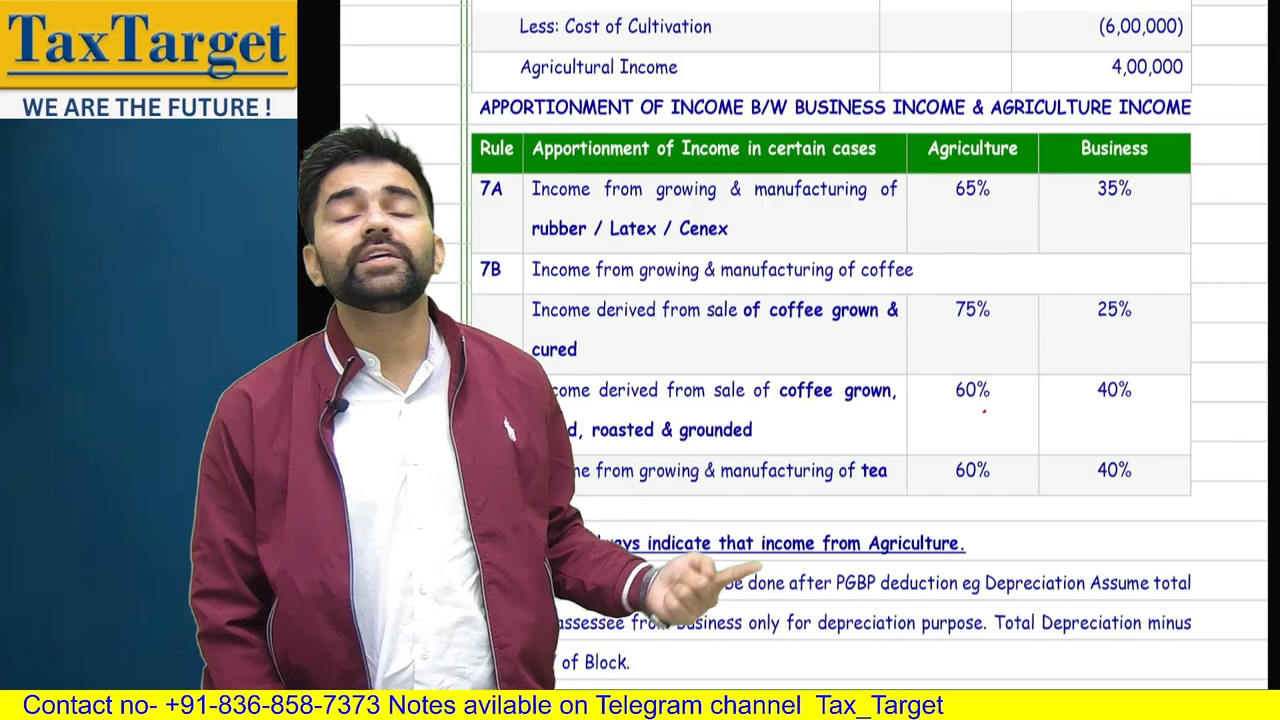 TaxTarget
WE ARE THE FUTURE !
Less: Cost of Cultivation (6,00,000)
Agricultural Income 4,00,000
APPORTIONMENT OF INCOME B/W BUSINESS INCOME & AGRICULTURE INCOME
Rule Apportionment of Income in certain cases Agriculture Business
7A Income from growing & manufacturing of 65% 35%
rubber / Latex / Cenex
7B Income from growing & manufacturing of coffee
Income derived from sale of coffee grown & 75% 25%
cured
derived from sale of coffee grown, 60% 40%
roasted & grounded
from growing & manufacturing of tea 60% 40%
indicate that income from Agriculture.
be done after PGBP deduction eg Depreciation Assume total
assessee from business only for depreciation purpose. Total Depreciation minus
of Block.
Contact no- +91-836-858-7373 Notes avilable on Telegram channel Tax_Target